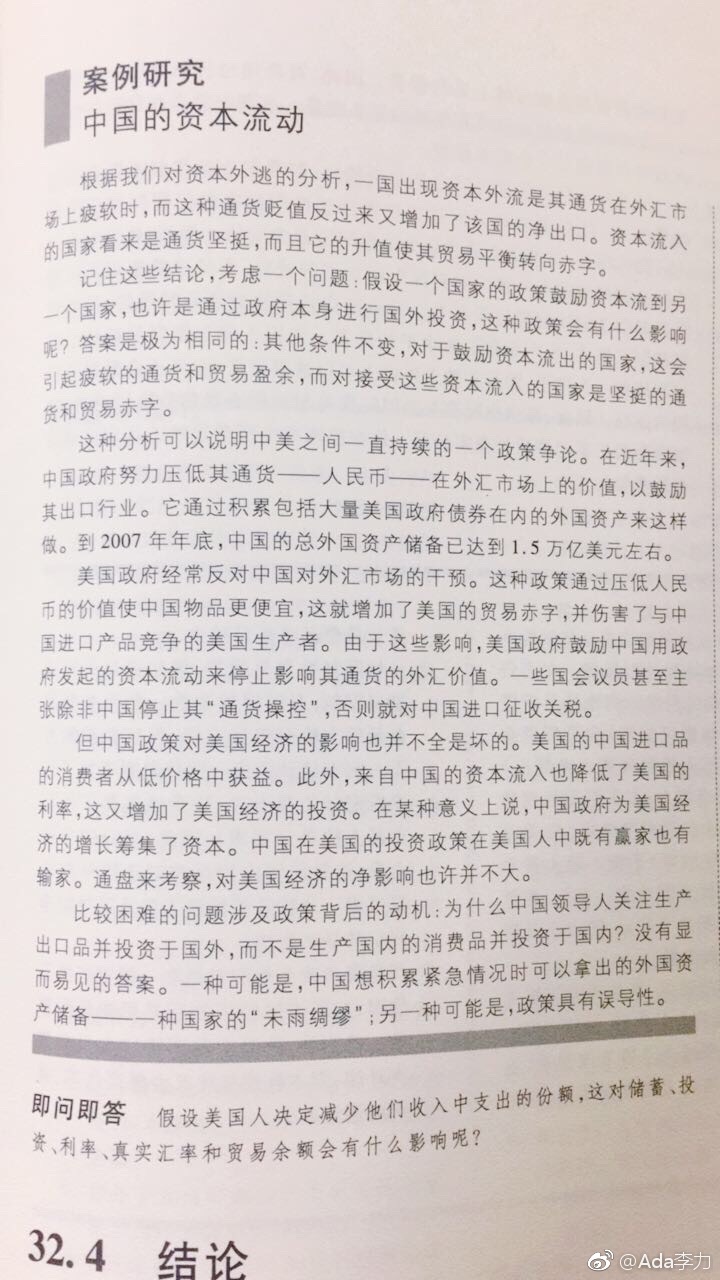 案例研究
中国的资本流动
根据我们对资本外逃的分析,一国出现资本外流是其通货在外汇市
场上疲软时,而这种通货贬值反过来又增加了该国的净出口。资本流入
的国家看来是通货坚挺,而且它的升值使其贸易平衡转向赤字。
记住这些结论,考虑一个问题:假设一个国家的政策鼓励资本流到另
一个国家,也许是通过政府本身进行国外投资,这种政策会有什么影响
呢?答案是极为相同的:其他条件不变,对于鼓励资本流出的国家,这会
引起疲软的通货和贸易盈余,而对接受这些资本流入的国家是坚挺的通
货和贸易赤字。
这种分析可以说明中美之间一直持续的一个政策争论。在近年来,
中国政府努力压低其通货——人民币——在外汇市场上的价值,以鼓励
其出口行业。它通过积累包括大量美国政府债券在内的外国资产来这样
做。到 2007 年年底,中国的总外国资产储备已达到 1.5 万亿美元左右。
美国政府经常反对中国对外汇市场的干预。这种政策通过压低人民
币的价值使中国物品更便宜,这就增加了美国的贸易赤字,并伤害了与中
国进口产品竞争的美国生产者。由于这些影响,美国政府鼓励中国用政
府发起的资本流动来停止影响其通货的外汇价值。一些国会议员甚至主
张除非中国停止其“通货操控”,否则就对中国进口征收关税。
但中国政策对美国经济的影响也并不全是坏的。美国的中国进口品
的消费者从低价格中获益。此外,来自中国的资本流入也降低了美国的
利率,这又增加了美国经济的投资。在某种意义上说,中国政府为美国经
济的增长筹集了资本。中国在美国的投资政策在美国人中既有赢家也有
输家。通盘来考察,对美国经济的净影响也许并不大。
比较困难的问题涉及政策背后的动机:为什么中国领导人关注生产
出口品并投资于国外,而不是生产国内的消费品并投资于国内?没有显
而易见的答案。一种可能是,中国想积累紧急情况时可以拿出的外国资
产储备——一种国家的“未雨绸缪”;另一种可能是,政策具有误导性。
即问即答 假设美国人决定减少他们收入中支出的份额,这对储蓄、投
资、利率、真实汇率和贸易余额会有什么影响呢?
32.4 结论
@Ada李力